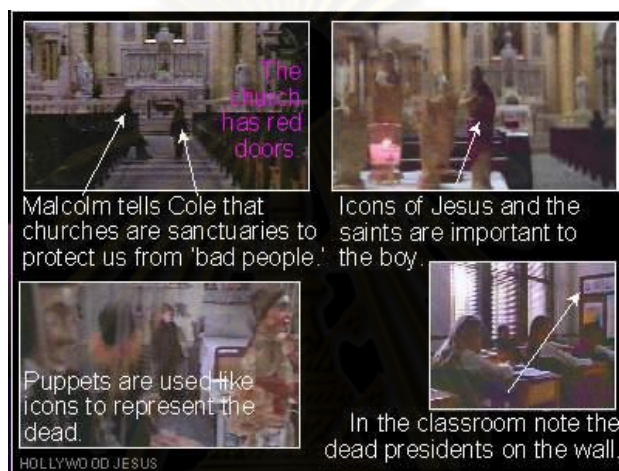 The
church
has red
doors.
Malcolm tells Cole that
churches are sanctuaries to
protect us from 'bad people.'
Icons of Jesus and the
saints are important to
the boy.
Puppets are used like
icons to represent the
dead.
In the classroom note the
dead presidents on the wall.
HOLLYWOOD JESUS